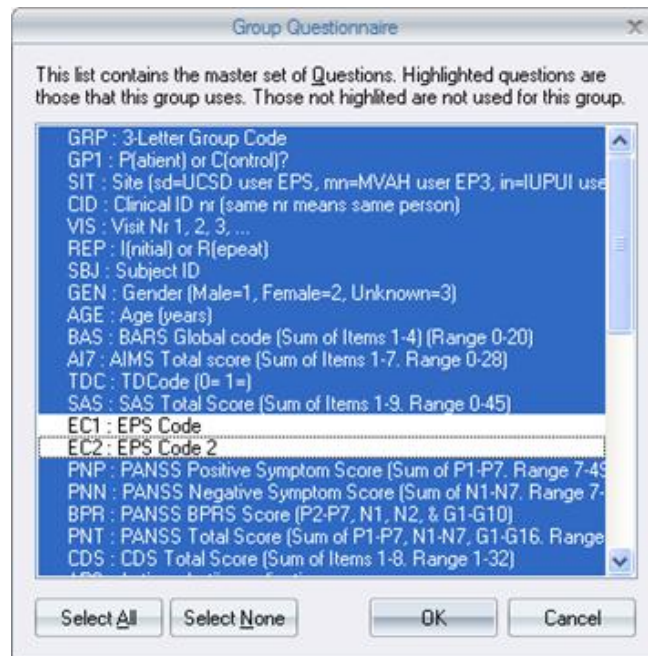 Group Questionnaire
This list contains the master set of Questions. Highlighted questions are
those that this group uses. Those not highlited are not used for this group.
GRP : 3-Letter Group Code
GP1 : P(atient) or C(ontrol)?
SIT : Site (sd=UCSD user EPS, mn=MVAH user EP3, in=IUPUI use
CID : Clinical ID nr (same nr means same person)
VIS : Visit Nr 1, 2, 3, ...
REP : I(nitial) or R(epeat)
SBJ : Subject ID
GEN : Gender (Male=1, Female=2, Unknown=3)
AGE : Age (years)
BAS : BARS Global code (Sum of Items 1-4) (Range 0-20)
AI7 : AIMS Total score (Sum of Items 1-7. Range 0-28)
TDC : TDCode (0= 1=)
SAS : SAS Total Score (Sum of Items 1-9. Range 0-45)
EC1 : EPS Code
EC2 : EPS Code 2
PNP : PANSS Positive Symptom Score (Sum of P1-P7. Range 7-49
PNN : PANSS Negative Symptom Score (Sum of N1-N7. Range 7-
BPR : PANSS BPRS Score (P2-P7, N1, N2, & G1-G10)
PNT : PANSS Total Score (Sum of P1-P7, N1-N7, G1-G16. Range
CDS : CDS Total Score (Sum of Items 1-8. Range 1-32)
Select All Select None OK Cancel